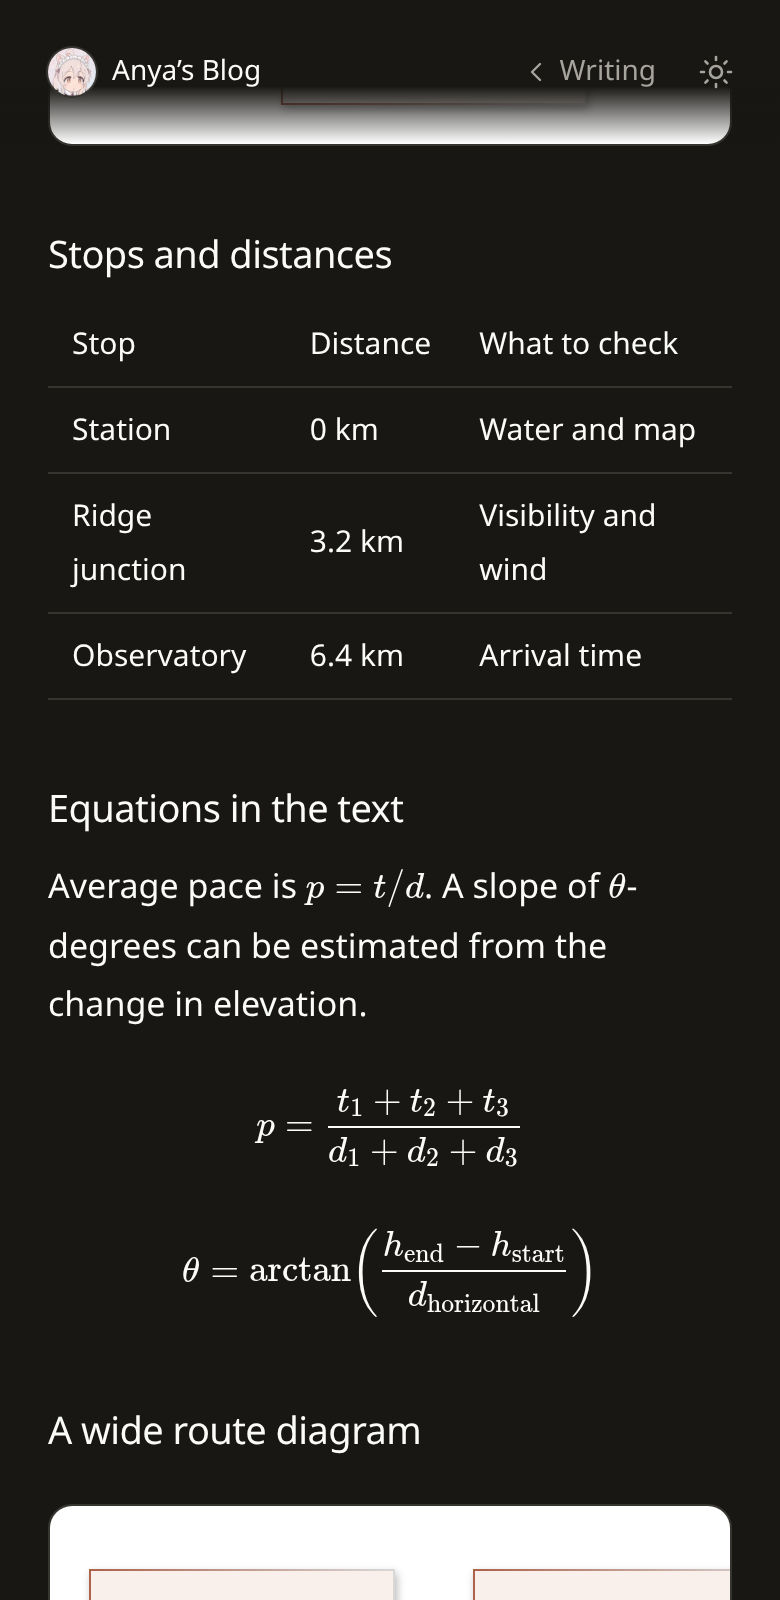 Anya’s Blog
Writing
Stops and distances
Stop Distance What to check
Station 0 km Water and map
Ridge junction 3.2 km Visibility and wind
Observatory 6.4 km Arrival time
Equations in the text
Average pace is p = t/d. A slope of θ-
degrees can be estimated from the
change in elevation.
p = (t₁ + t₂ + t₃)/(d₁ + d₂ + d₃)
θ = arctan((h_end − h_start)/d_horizontal)
A wide route diagram